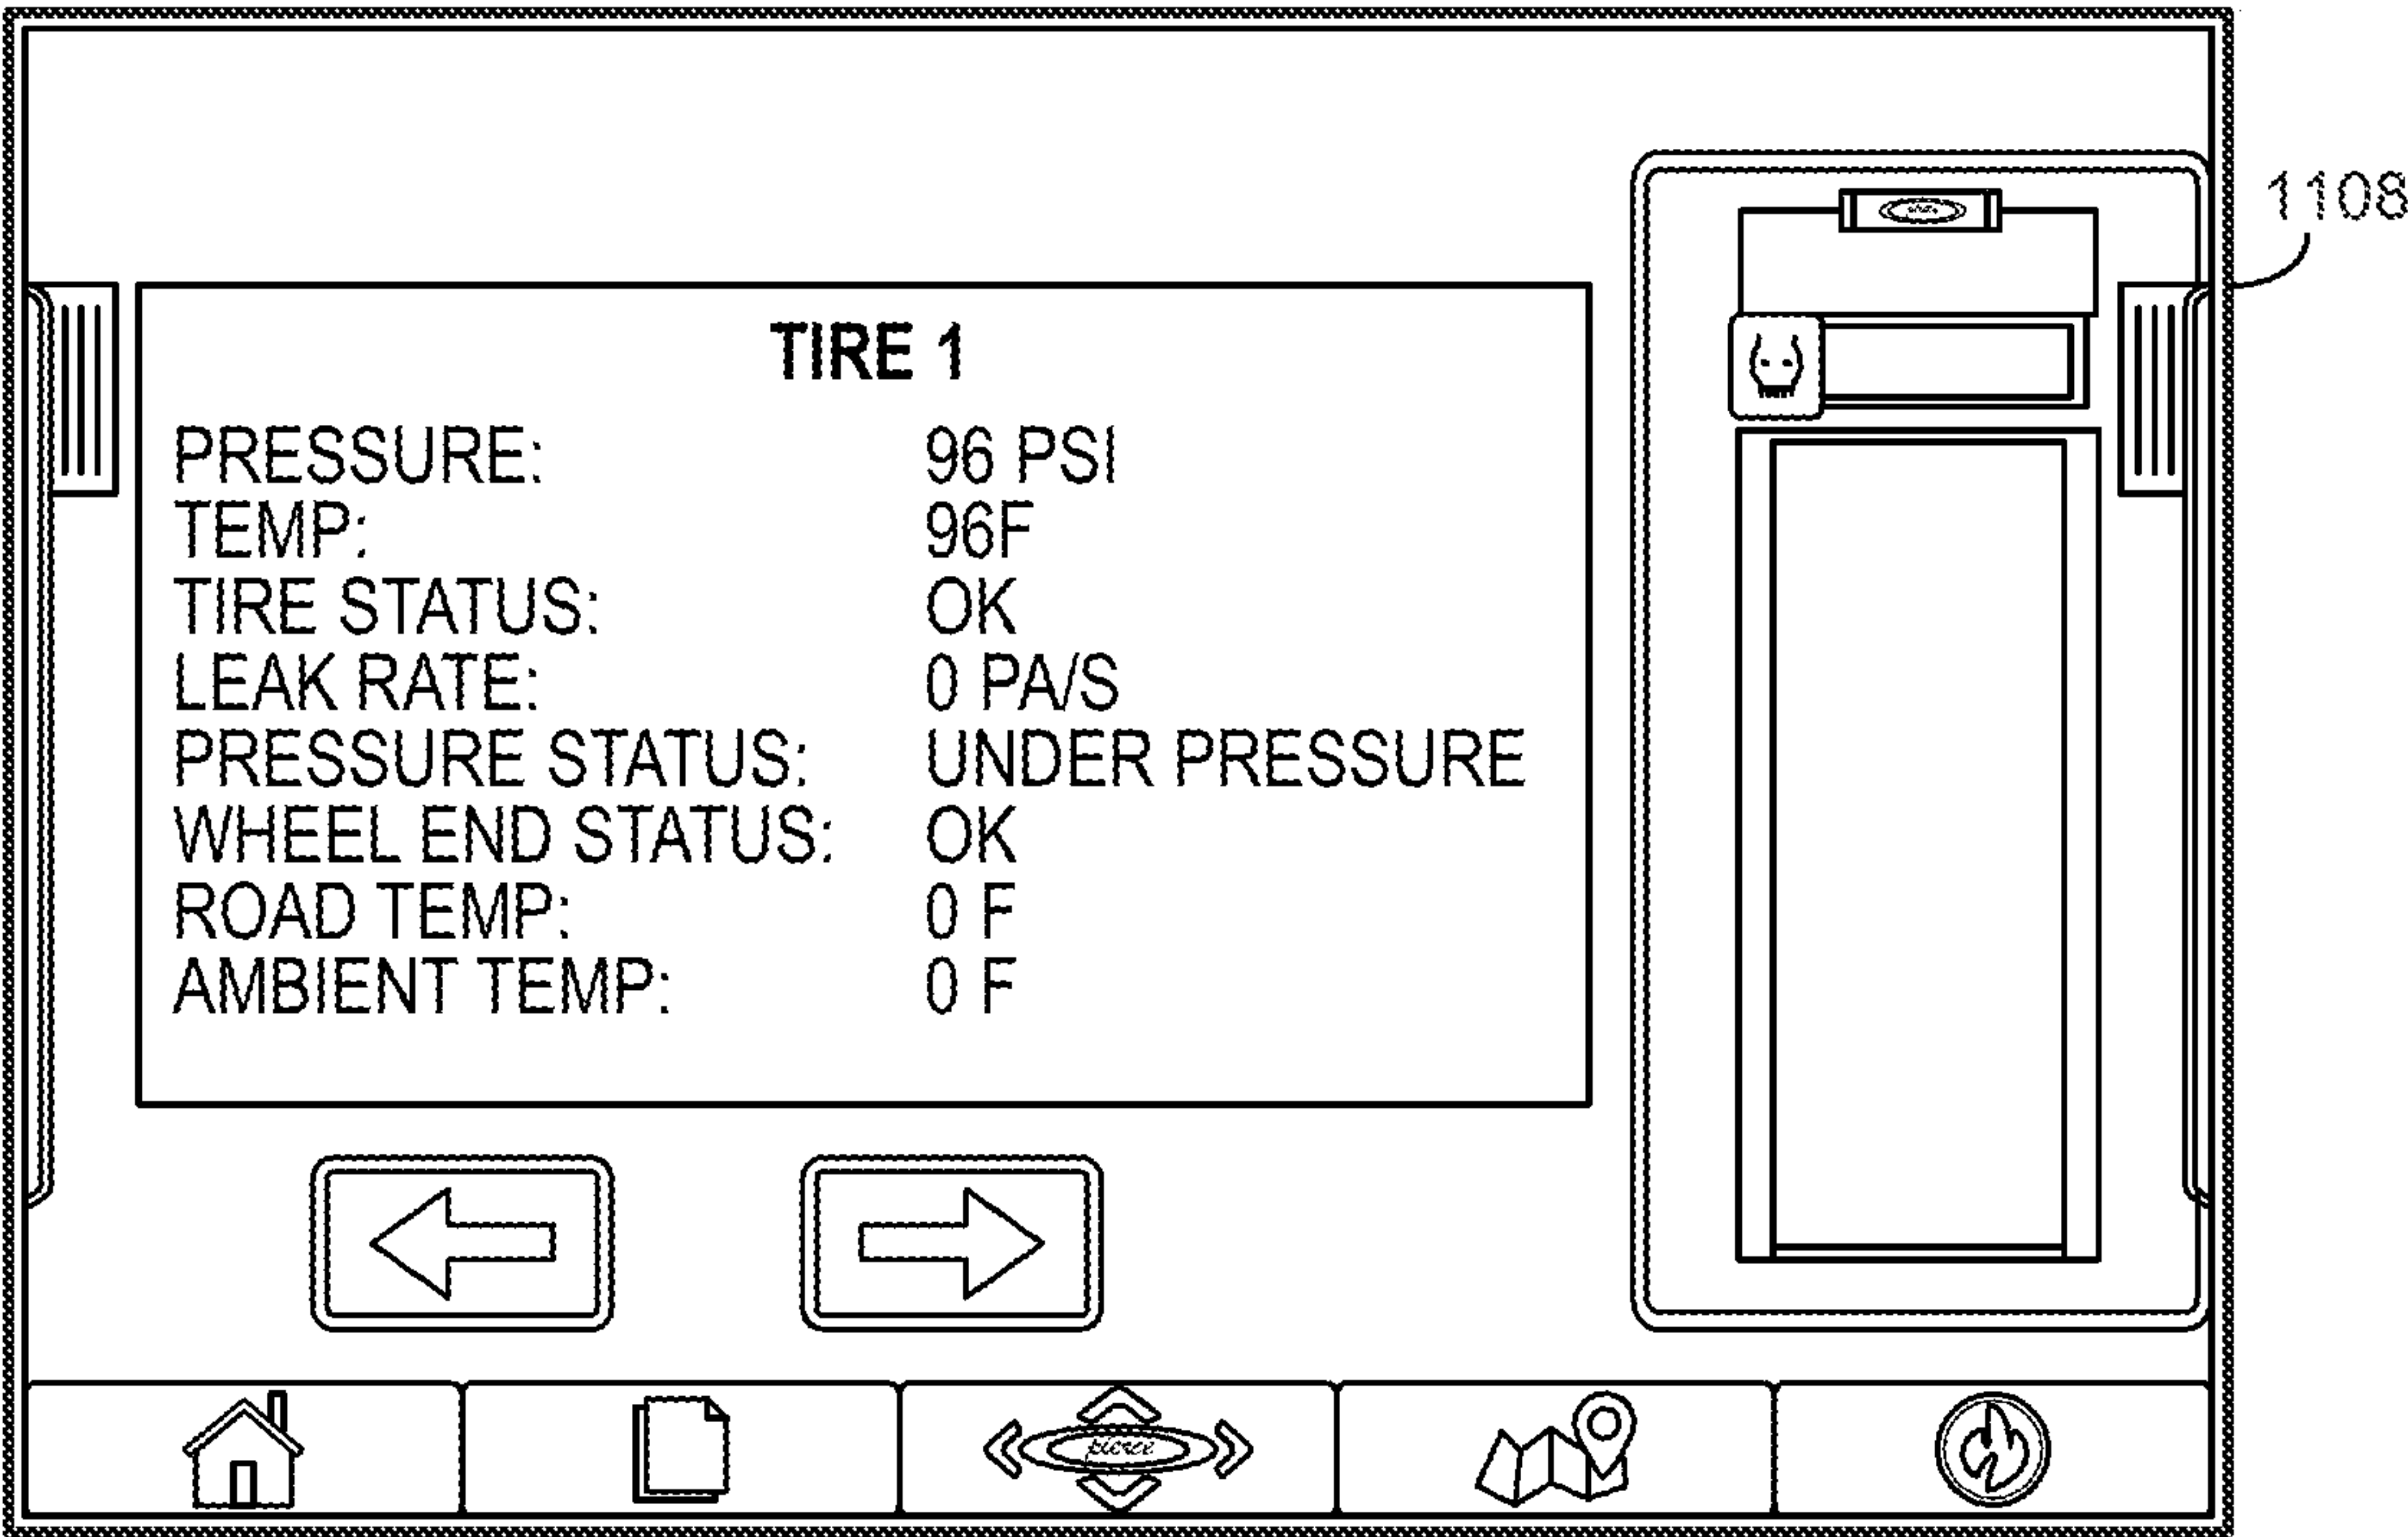 1108
TIRE 1
PRESSURE: 96 PSI
TEMP: 96F
TIRE STATUS: OK
LEAK RATE: 0 PA/S
PRESSURE STATUS: UNDER PRESSURE
WHEEL END STATUS: OK
ROAD TEMP: 0 F
AMBIENT TEMP: 0 F
pierce